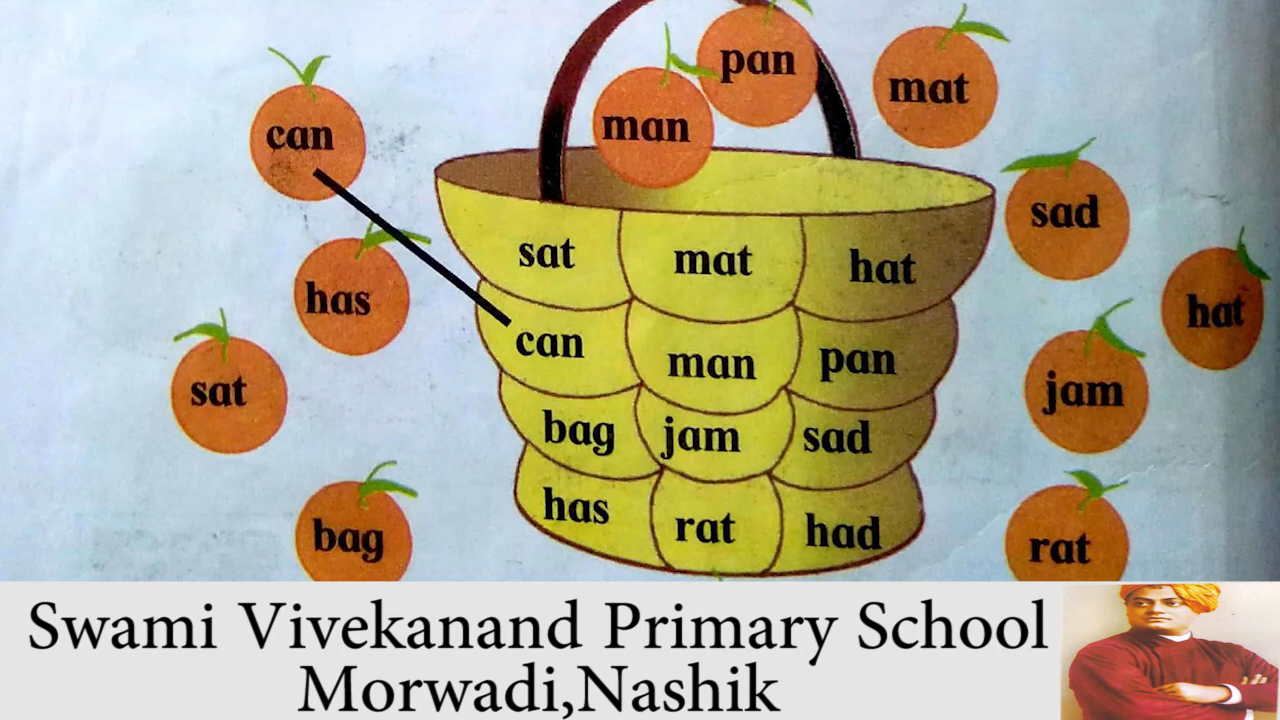 pan
mat
man
can
sad
has
hat
sat
jam
bag
rat
sat mat hat
can man pan
bag jam sad
has rat had
Swami Vivekanand Primary School
Morwadi,Nashik